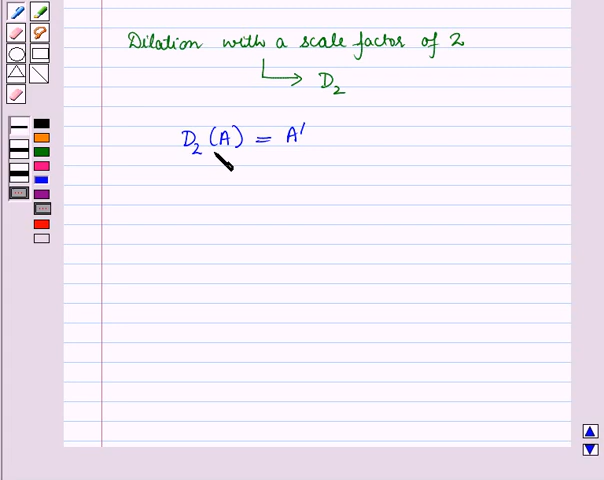 Dilation with a scale factor of 2
D₂
D₂ (A) = A'